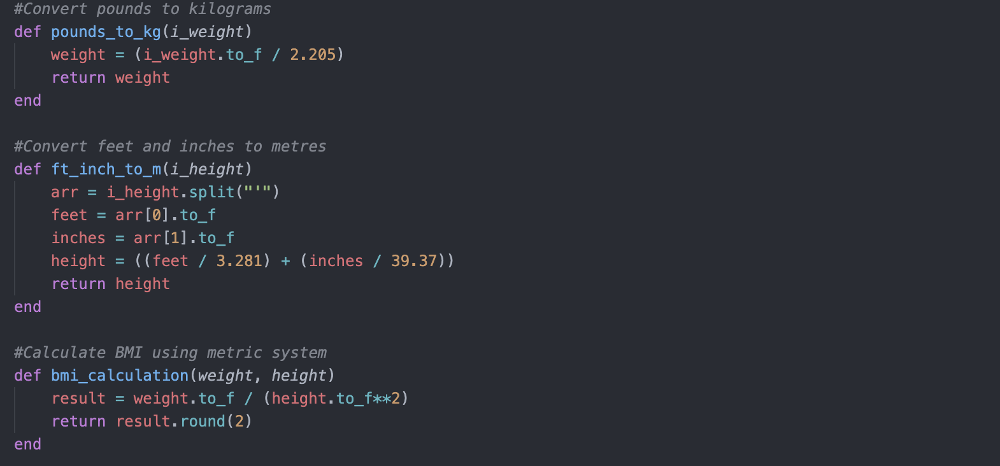 #Convert pounds to kilograms
def pounds_to_kg(i_weight)
    weight = (i_weight.to_f / 2.205)
    return weight
end

#Convert feet and inches to metres
def ft_inch_to_m(i_height)
    arr = i_height.split("'")
    feet = arr[0].to_f
    inches = arr[1].to_f
    height = ((feet / 3.281) + (inches / 39.37))
    return height
end

#Calculate BMI using metric system
def bmi_calculation(weight, height)
    result = weight.to_f / (height.to_f**2)
    return result.round(2)
end